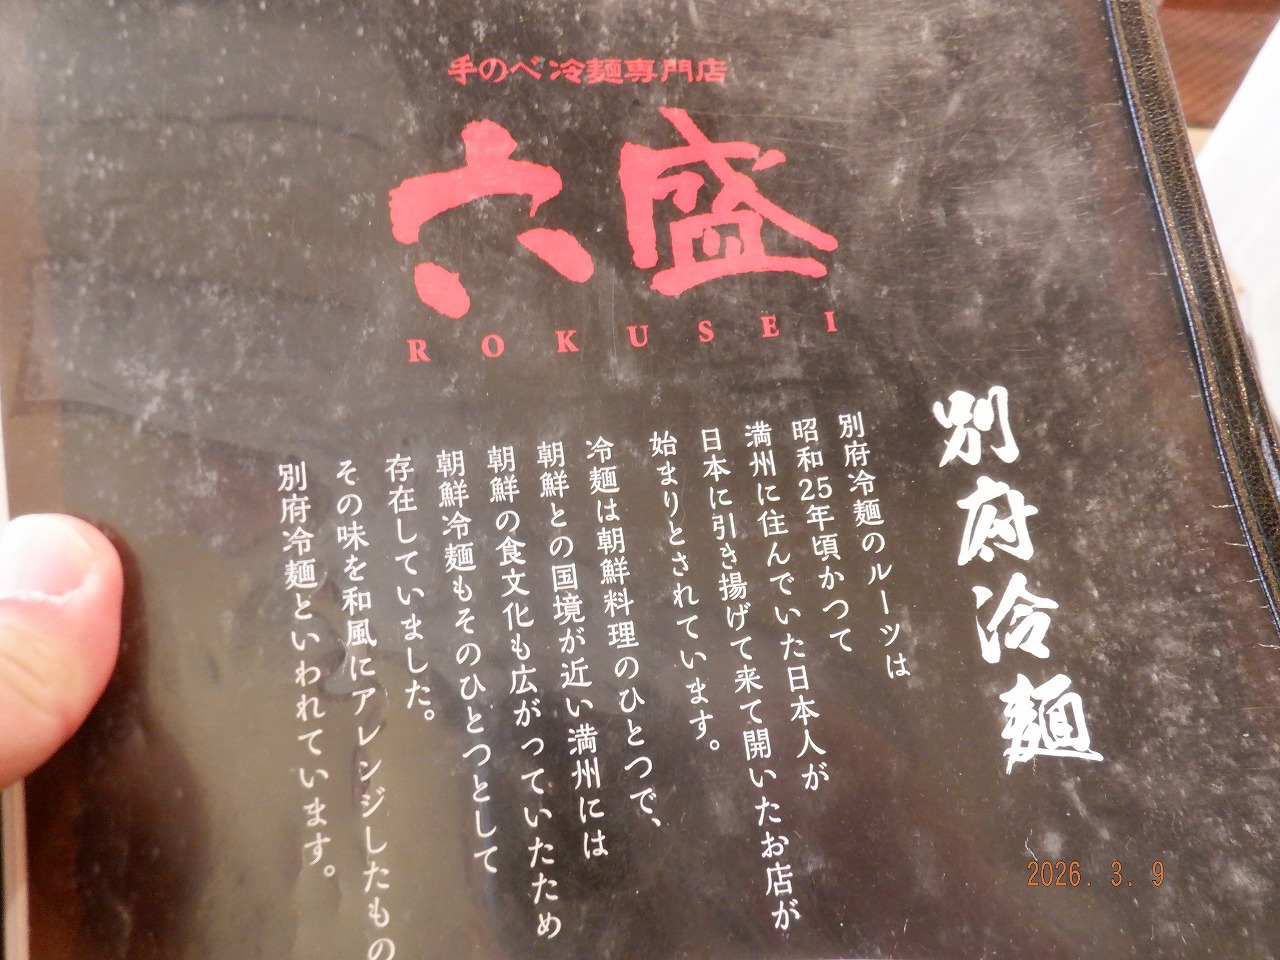 手のべ冷麺専門店
六盛
ROKUSEI
別府冷麺
別府冷麺のルーツは
昭和25年頃かつて
満州に住んでいた日本人が
日本に引き揚げて来て開いたお店が
始まりとされています。
冷麺は朝鮮料理のひとつで、
朝鮮との国境が近い満州には
朝鮮の食文化も広がっていたため
朝鮮冷麺もそのひとつとして
存在していました。
その味を和風にアレンジしたもの
別府冷麺といわれています。
2026. 3. 9